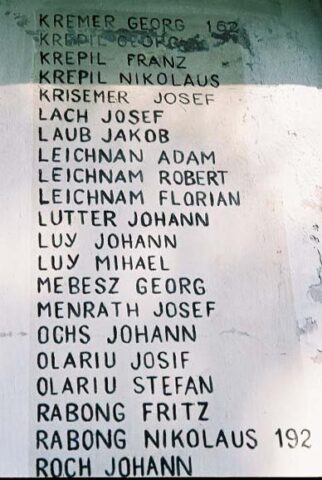 KREMER GEORG 162
KREPIL GEORG
KREPIL FRANZ
KREPIL NIKOLAUS
KRISEMER JOSEF
LACH JOSEF
LAUB JAKOB
LEICHNAN ADAM
LEICHNAM ROBERT
LEICHNAM FLORIAN
LUTTER JOHANN
LUY JOHANN
LUY MIHAEL
MEBESZ GEORG
MENRATH JOSEF
OCHS JOHANN
OLARIU JOSIF
OLARIU STEFAN
RABONG FRITZ
RABONG NIKOLAUS 192
ROCH JOHANN